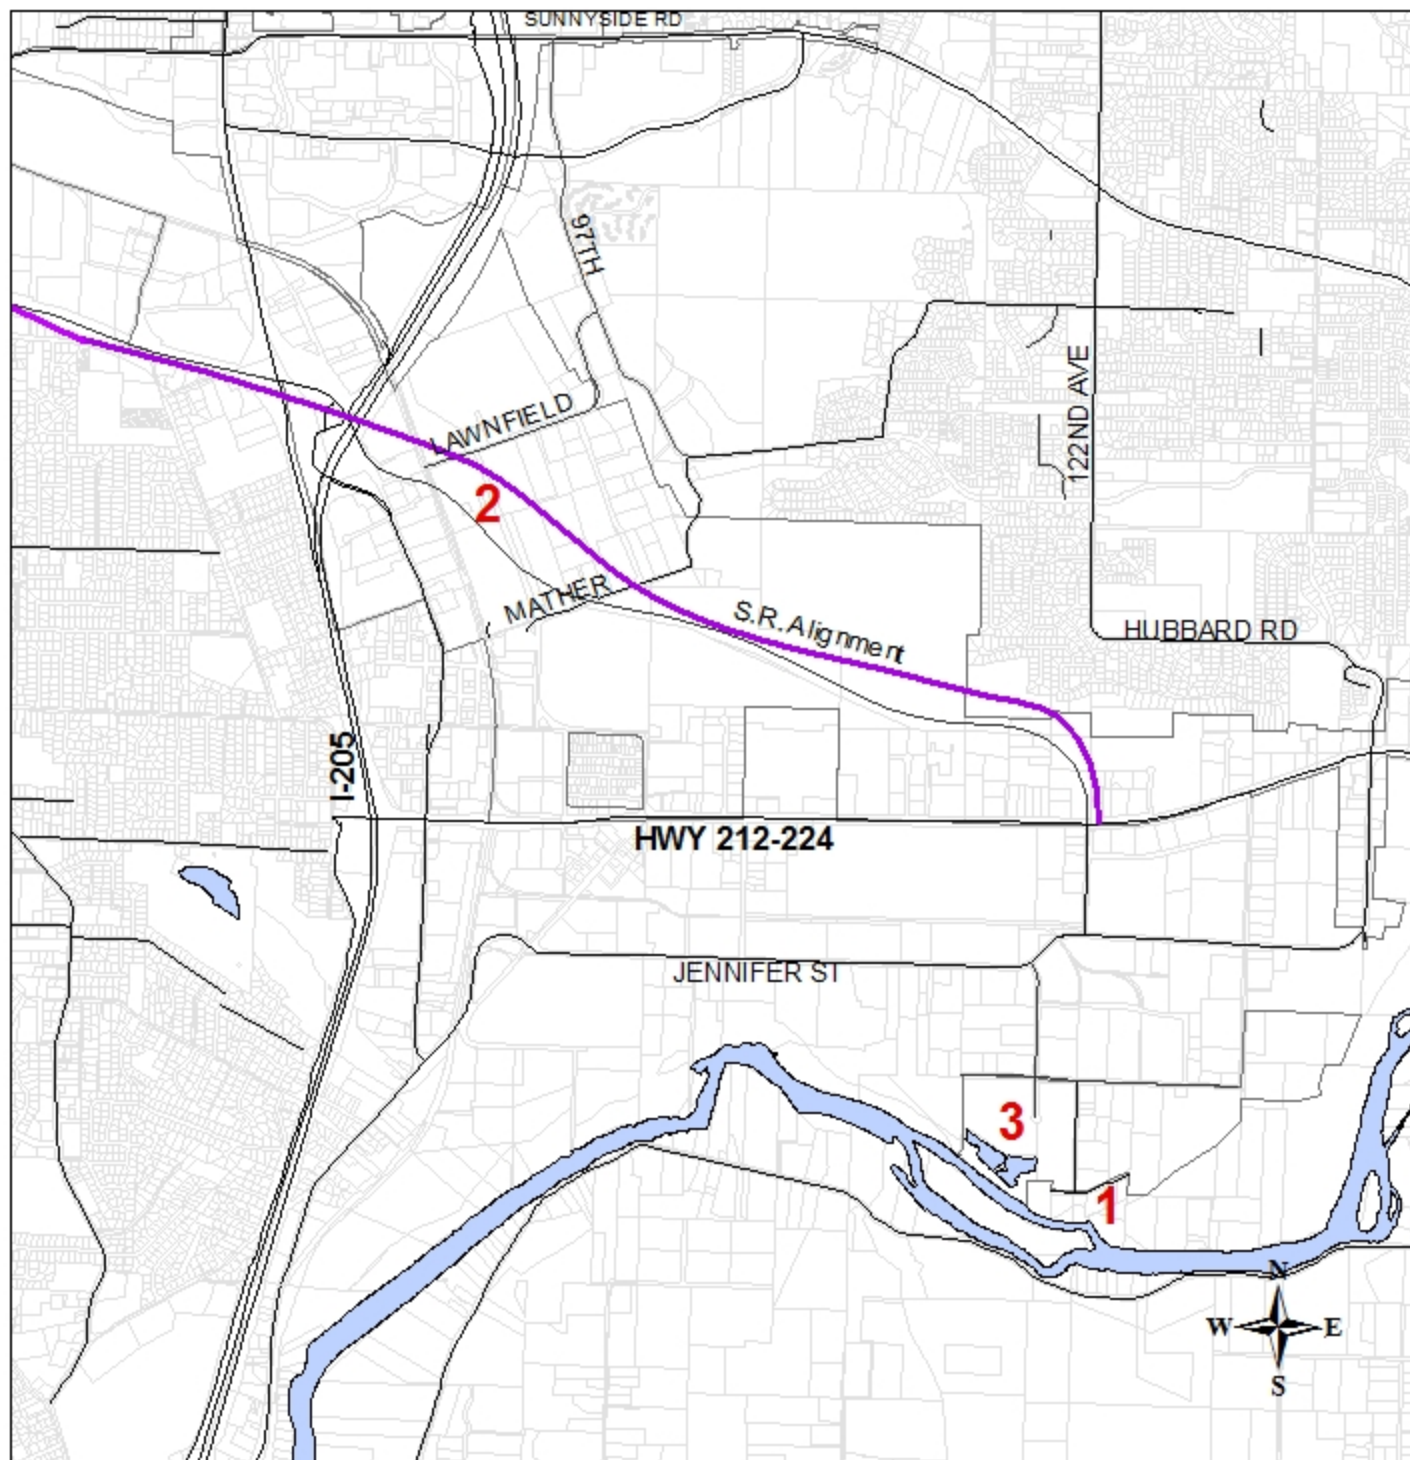 SUNNYSIDE RD
97TH
122ND AVE
LAWNFIELD
2
MATHER
S.R. Alignment
HUBBARD RD
I-205
HWY 212-224
JENNIFER ST
3
1
N
W
E
S